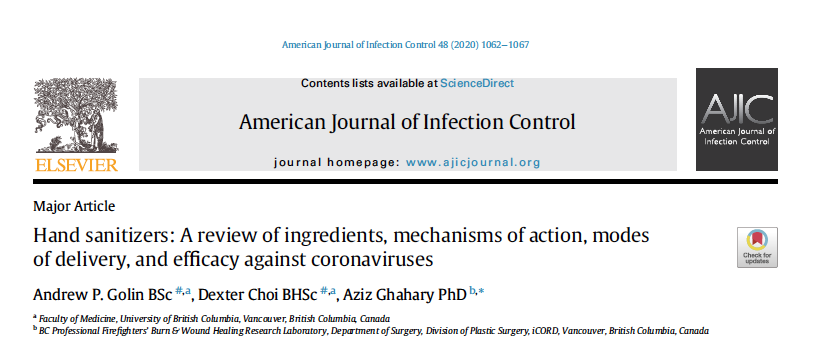 American Journal of Infection Control 48 (2020) 1062−1067
Contents lists available at ScienceDirect
American Journal of Infection Control
journal homepage: www.ajicjournal.org
ELSEVIER
AJIC
American Journal of
Infection Control
Major Article
Hand sanitizers: A review of ingredients, mechanisms of action, modes
of delivery, and efficacy against coronaviruses
Check for
updates
Andrew P. Golin BSc #,a, Dexter Choi BHSc #,a, Aziz Ghahary PhD b,*
a Faculty of Medicine, University of British Columbia, Vancouver, British Columbia, Canada
b BC Professional Firefighters' Burn & Wound Healing Research Laboratory, Department of Surgery, Division of Plastic Surgery, iCORD, Vancouver, British Columbia, Canada